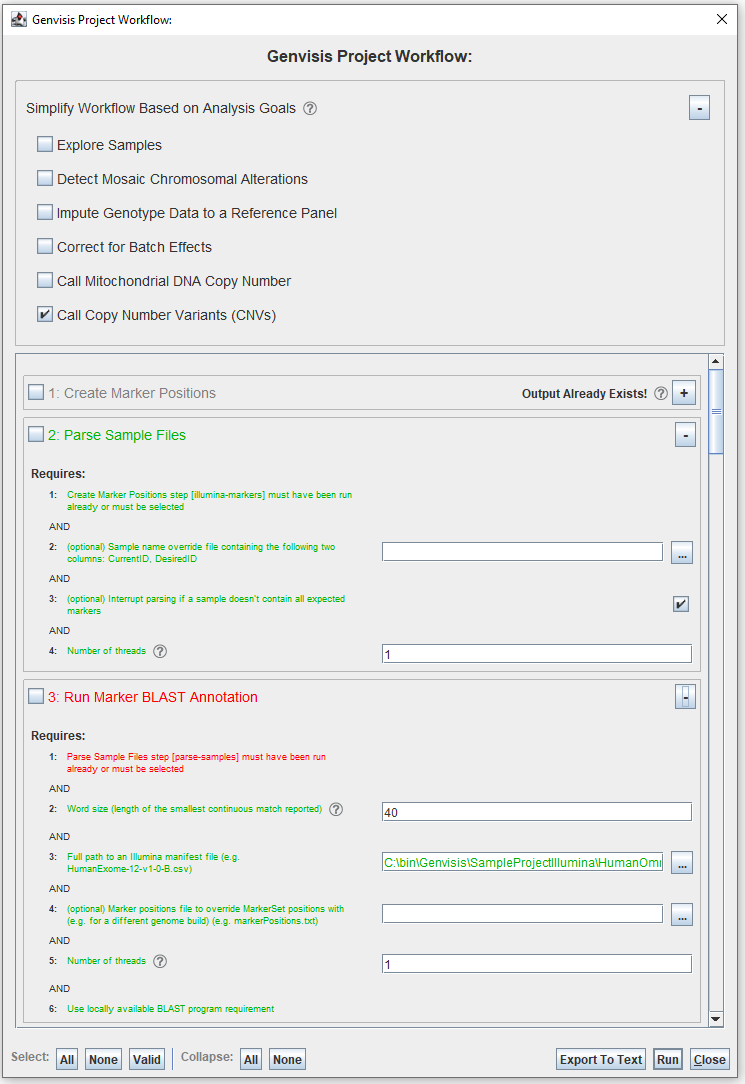 Genvisis Project Workflow:
Genvisis Project Workflow:
Simplify Workflow Based on Analysis Goals ?
-
Explore Samples
Detect Mosaic Chromosomal Alterations
Impute Genotype Data to a Reference Panel
Correct for Batch Effects
Call Mitochondrial DNA Copy Number
Call Copy Number Variants (CNVs)
1: Create Marker Positions Output Already Exists! ? +
2: Parse Sample Files -
Requires:
1: Create Marker Positions step [illumina-markers] must have been run
already or must be selected
AND
2: (optional) Sample name override file containing the following two
columns: CurrentID, DesiredID
...
AND
3: (optional) Interrupt parsing if a sample doesn't contain all expected
markers
AND
4: Number of threads ? 1
3: Run Marker BLAST Annotation -
Requires:
1: Parse Sample Files step [parse-samples] must have been run
already or must be selected
AND
2: Word size (length of the smallest continuous match reported) ? 40
AND
3: Full path to an Illumina manifest file (e.g.
HumanExome-12-v1-0-B.csv)
C:\bin\Genvisis\SampleProjectIllumina\HumanOmi ...
AND
4: (optional) Marker positions file to override MarkerSet positions with
(e.g. for a different genome build) (e.g. markerPositions.txt)
...
AND
5: Number of threads ? 1
AND
6: Use locally available BLAST program requirement
Select: All None Valid Collapse: All None Export To Text Run Close